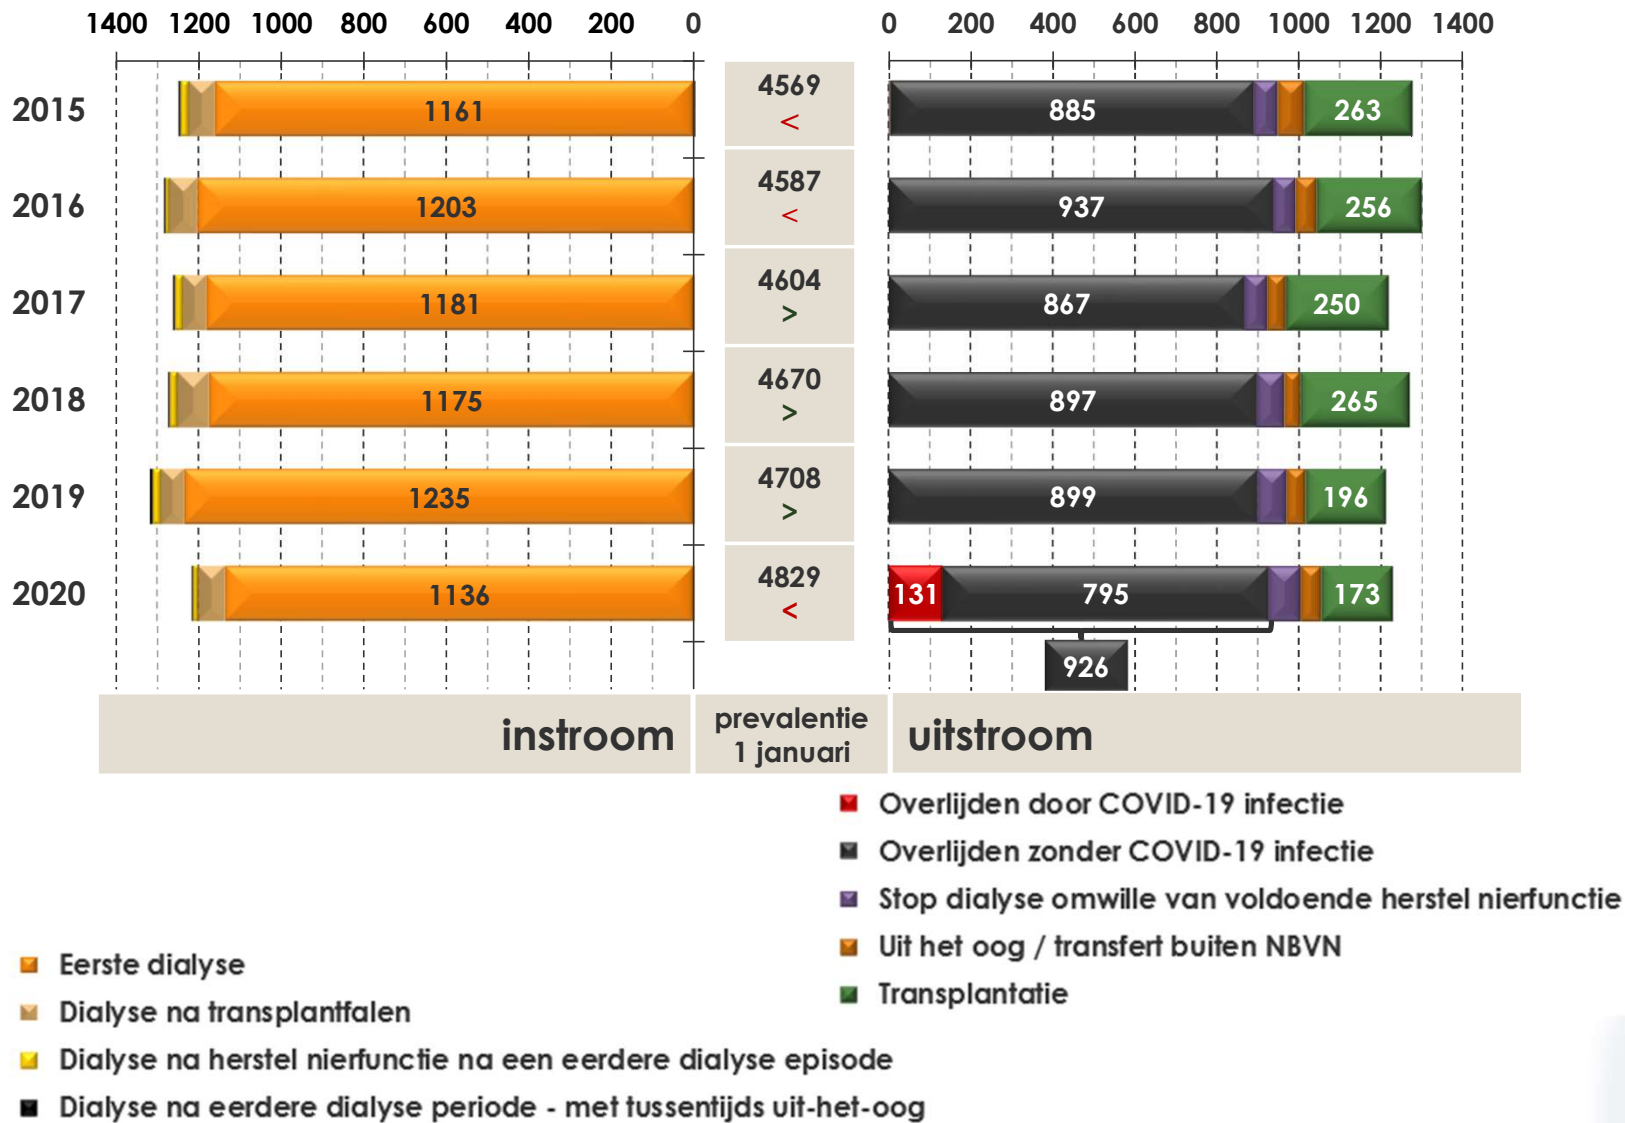 1400 1200 1000 800 600 400 200 0 0 200 400 600 800 1000 1200 1400
2015 1161 4569 885 263
<
2016 1203 4587 937 256
<
2017 1181 4604 867 250
>
2018 1175 4670 897 265
>
2019 1235 4708 899 196
>
2020 1136 4829 131 795 173
<
926
instroom prevalentie uitstroom
1 januari
Overlijden door COVID-19 infectie
Overlijden zonder COVID-19 infectie
Stop dialyse omwille van voldoende herstel nierfunctie
Uit het oog / transfert buiten NBVN
Transplantatie
Eerste dialyse
Dialyse na transplantfalen
Dialyse na herstel nierfunctie na een eerdere dialyse episode
Dialyse na eerdere dialyse periode - met tussentijds uit-het-oog